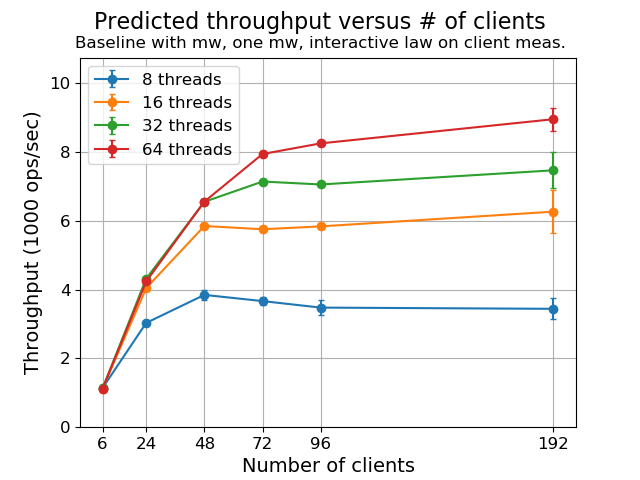 Predicted throughput versus # of clients
Baseline with mw, one mw, interactive law on client meas.
8 threads
16 threads
32 threads
64 threads
Throughput (1000 ops/sec)
10
8
6
4
2
0
6 24 48 72 96 192
Number of clients